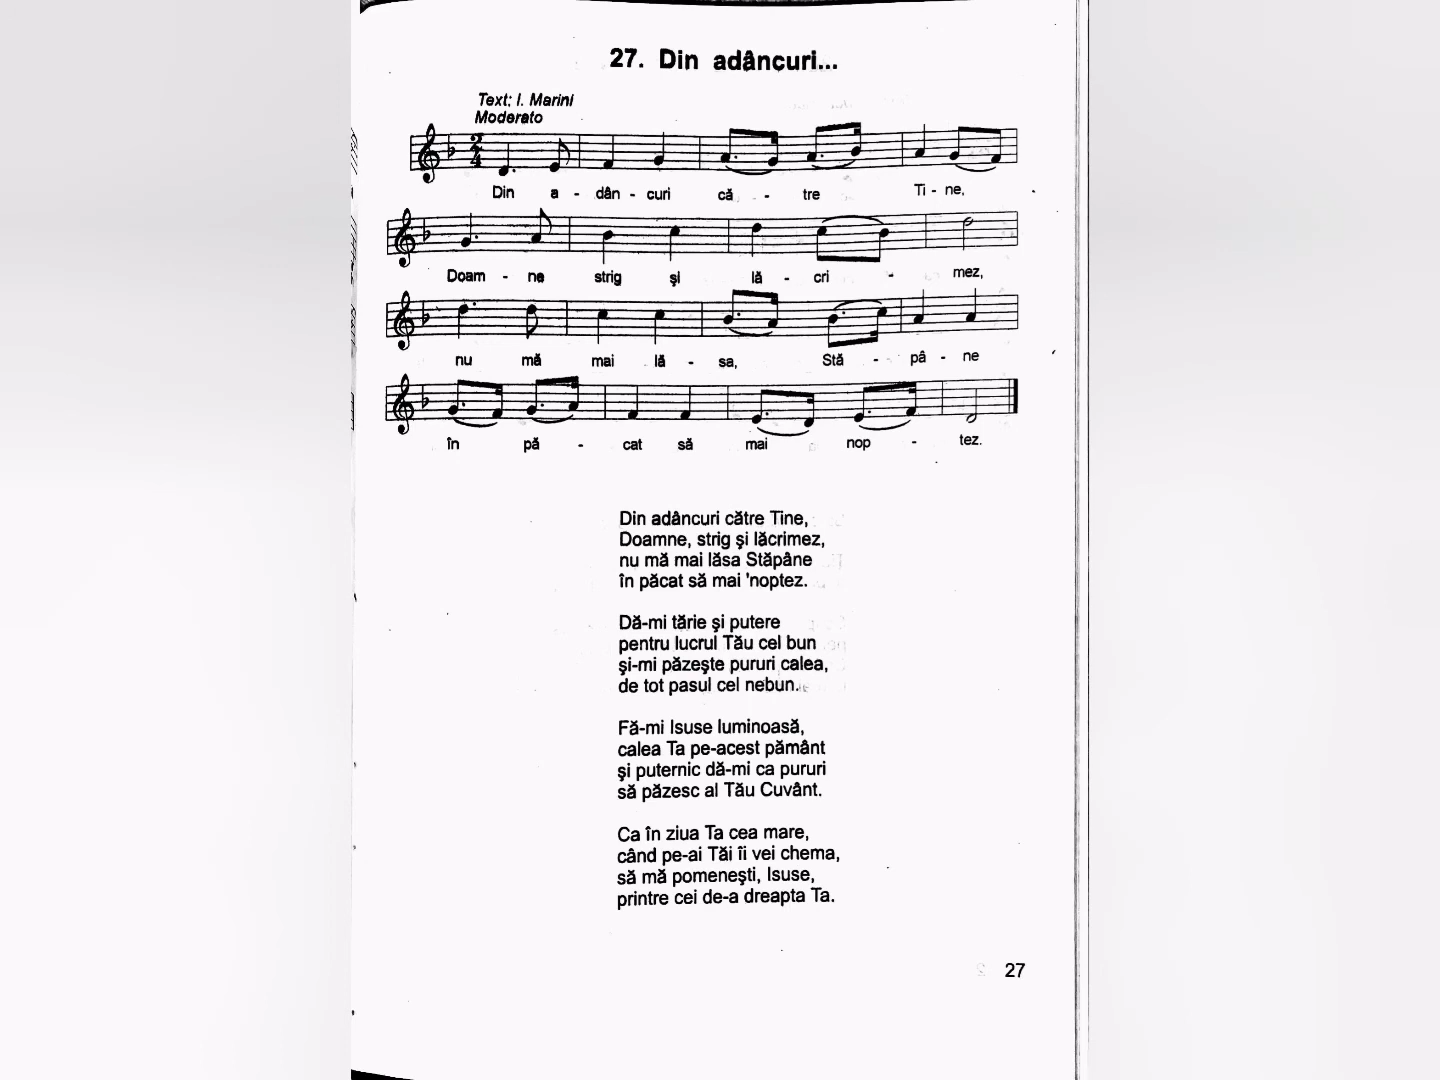 27. Din adâncuri...
Text: I. Marini
Moderato
2
4
Din a - dân - curi că - tre Ti - ne,
Doam - ne strig şi lă - cri - mez,
nu mă mai lă - sa, Stă - pâ - ne
în pă - cat să mai nop - tez.
Din adâncuri către Tine,
Doamne, strig şi lăcrimez,
nu mă mai lăsa Stăpâne
în păcat să mai 'noptez.
Dă-mi tărie şi putere
pentru lucrul Tău cel bun
şi-mi păzeşte pururi calea,
de tot pasul cel nebun.
Fă-mi Isuse luminoasă,
calea Ta pe-acest pământ
şi puternic dă-mi ca pururi
să păzesc al Tău Cuvânt.
Ca în ziua Ta cea mare,
când pe-ai Tăi îi vei chema,
să mă pomeneşti, Isuse,
printre cei de-a dreapta Ta.
27